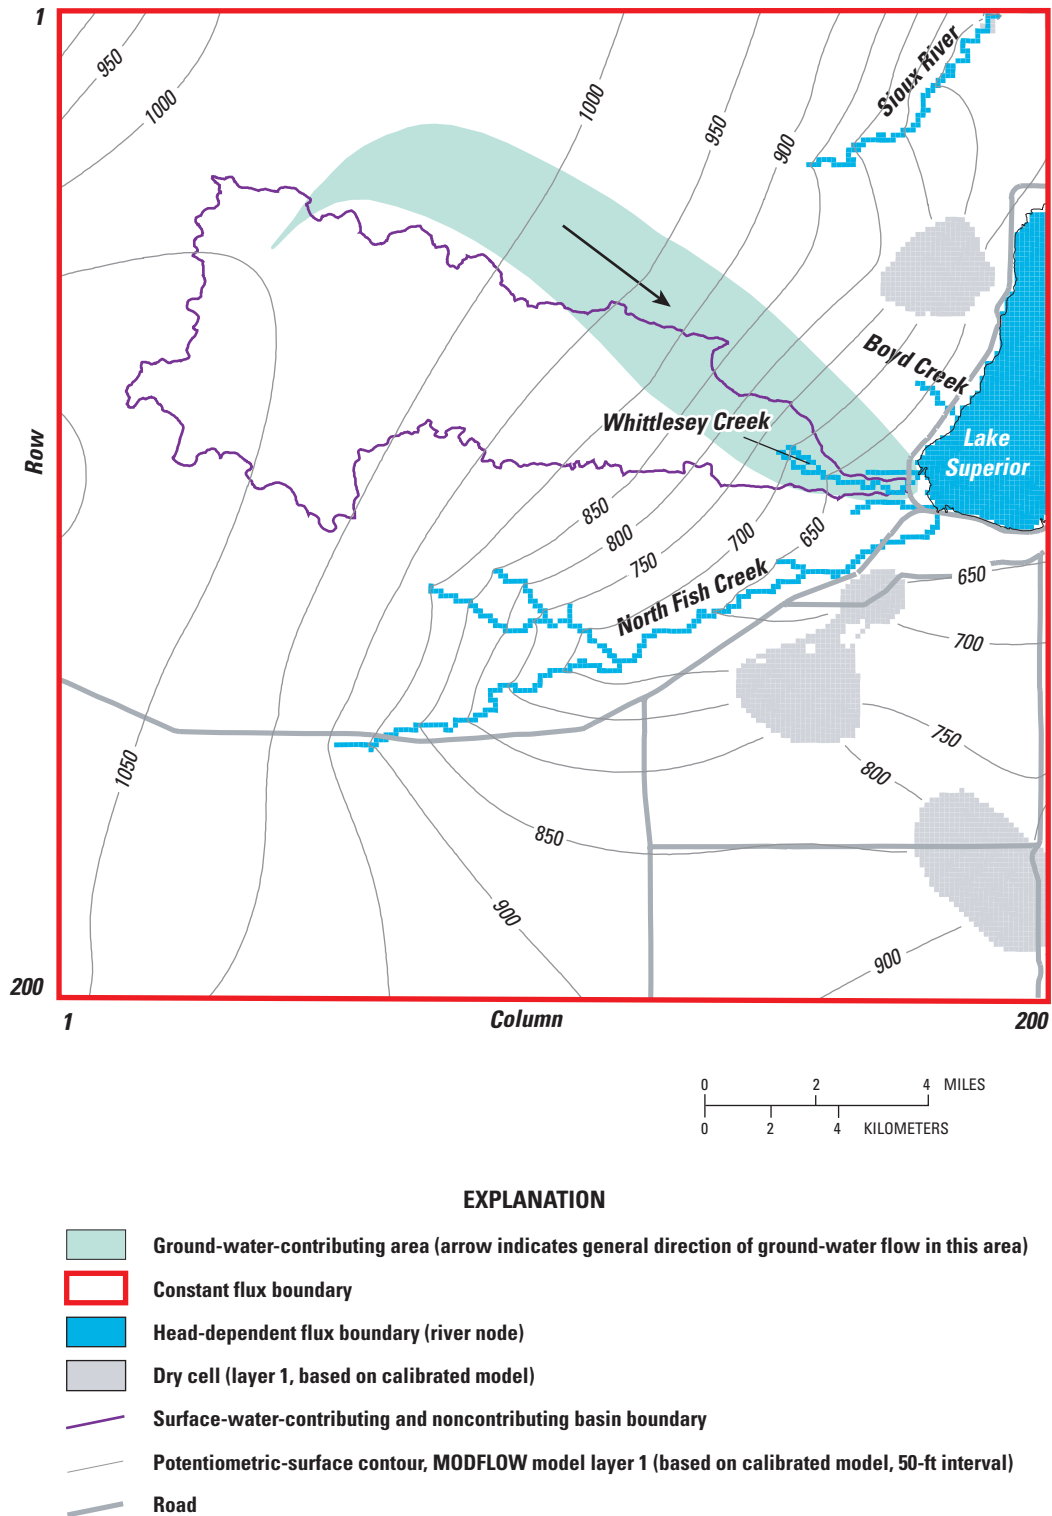 1
950
1000
1000
950
900
Sioux River
Boyd Creek
Whittlesey Creek
Lake
Superior
Row
850
800
750
700
650
North Fish Creek
650
700
750
800
1050
850
900
900
200
1
Column
200
0 2 4 MILES
0 2 4 KILOMETERS
EXPLANATION
Ground-water-contributing area (arrow indicates general direction of ground-water flow in this area)
Constant flux boundary
Head-dependent flux boundary (river node)
Dry cell (layer 1, based on calibrated model)
Surface-water-contributing and noncontributing basin boundary
Potentiometric-surface contour, MODFLOW model layer 1 (based on calibrated model, 50-ft interval)
Road